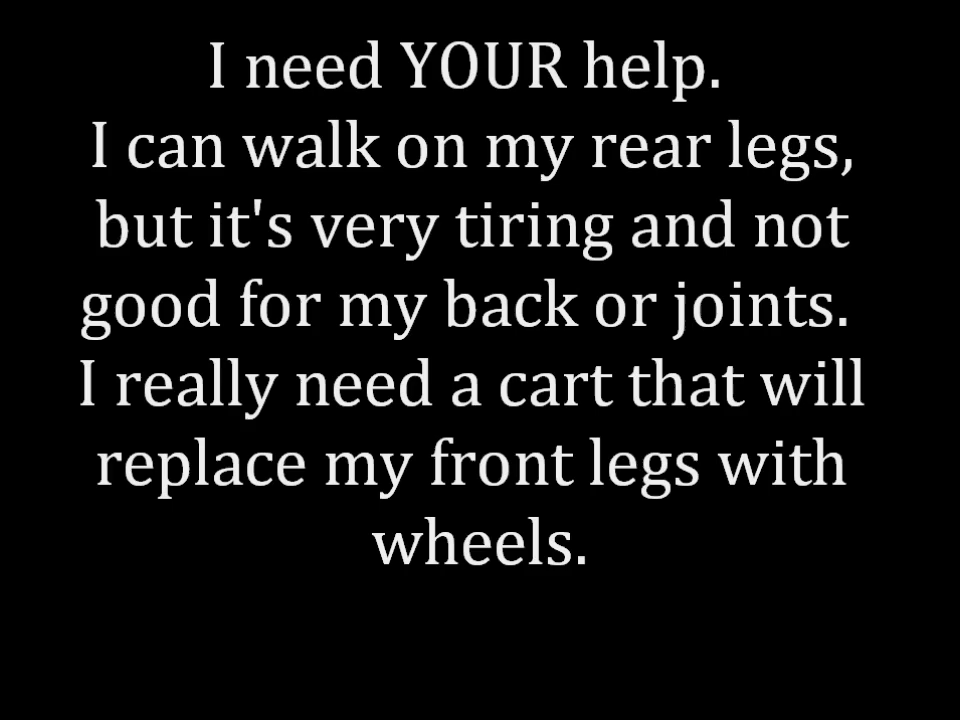 I need YOUR help.
I can walk on my rear legs,
but it's very tiring and not
good for my back or joints.
I really need a cart that will
replace my front legs with
wheels.